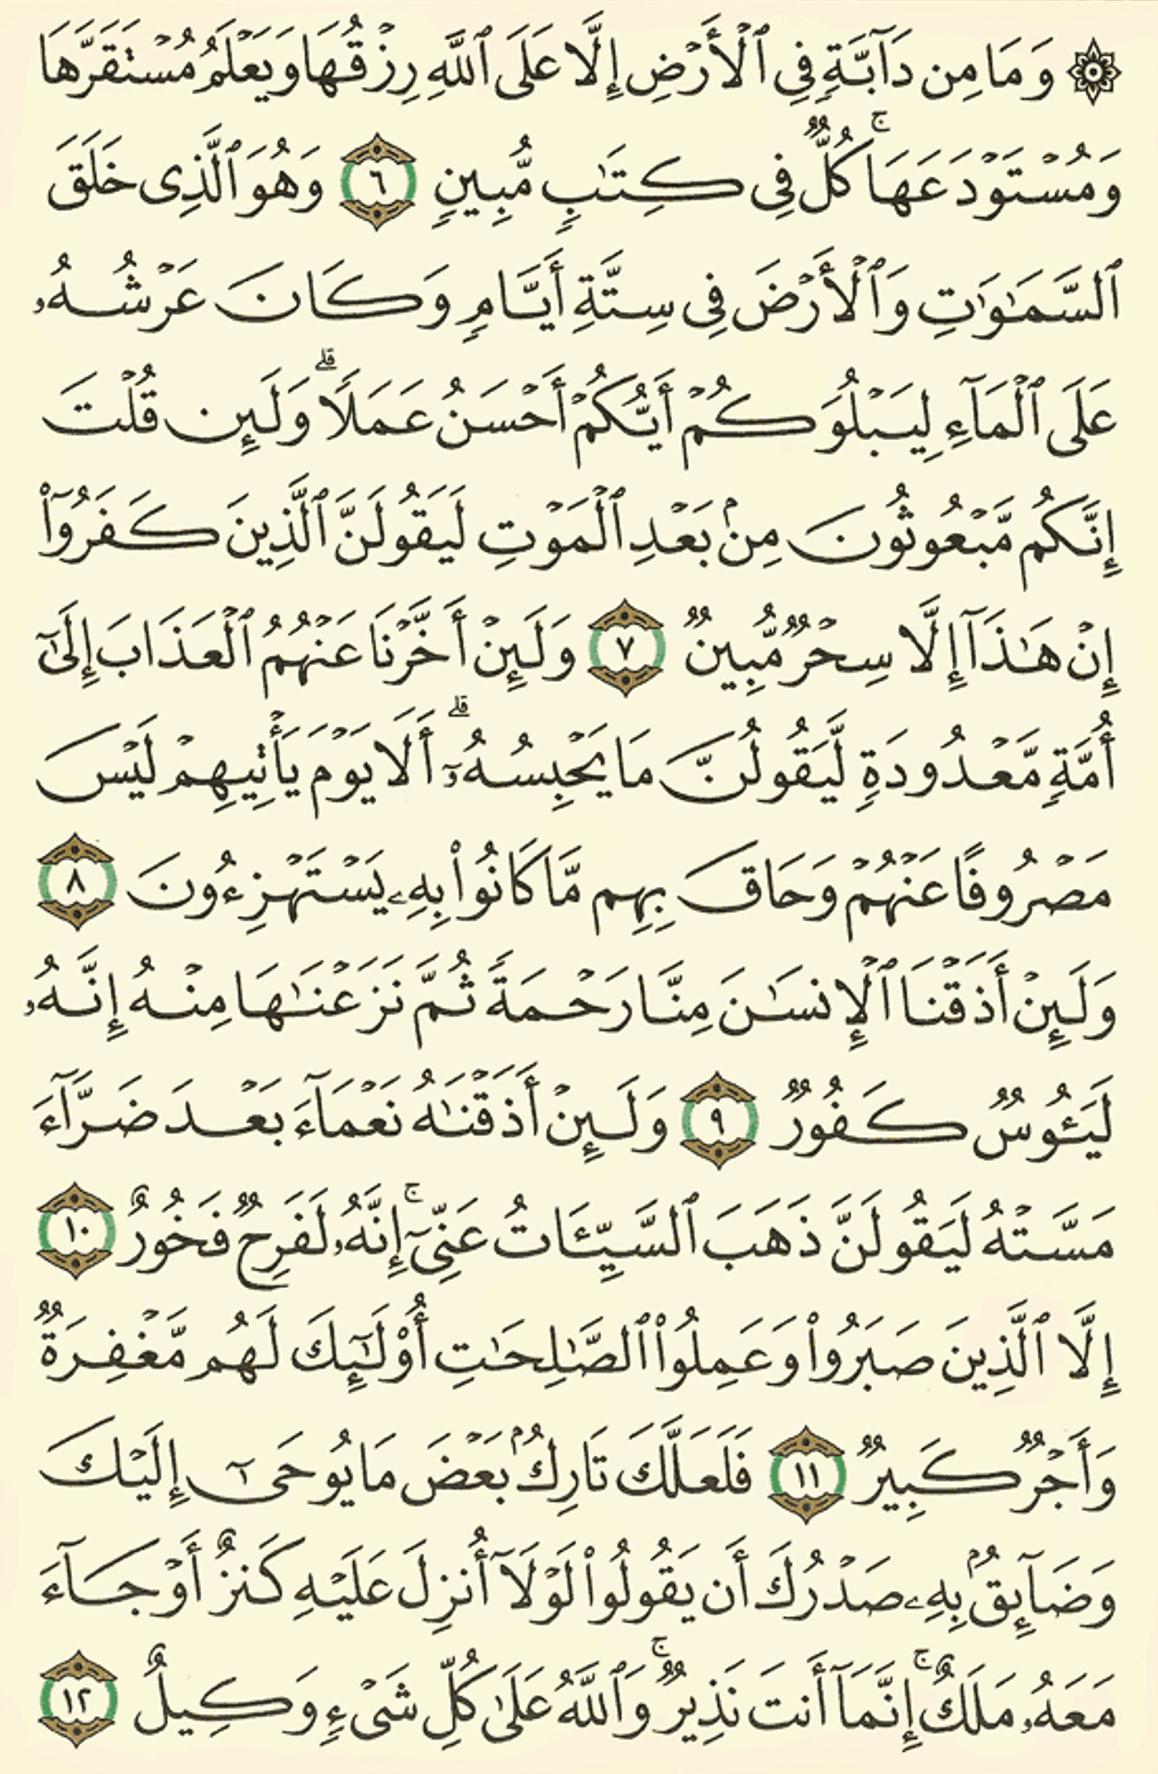 ۞ وَمَا مِن دَآبَّةٍ فِي ٱلْأَرْضِ إِلَّا عَلَى ٱللَّهِ رِزْقُهَا وَيَعْلَمُ مُسْتَقَرَّهَا
وَمُسْتَوْدَعَهَا ۚ كُلٌّ فِي كِتَٰبٍ مُّبِينٍ ٦ وَهُوَ ٱلَّذِي خَلَقَ
ٱلسَّمَٰوَٰتِ وَٱلْأَرْضَ فِي سِتَّةِ أَيَّامٍ وَكَانَ عَرْشُهُۥ
عَلَى ٱلْمَآءِ لِيَبْلُوَكُمْ أَيُّكُمْ أَحْسَنُ عَمَلًا ۗ وَلَئِن قُلْتَ
إِنَّكُم مَّبْعُوثُونَ مِنۢ بَعْدِ ٱلْمَوْتِ لَيَقُولَنَّ ٱلَّذِينَ كَفَرُوٓا۟
إِنْ هَٰذَآ إِلَّا سِحْرٌ مُّبِينٌ ٧ وَلَئِنْ أَخَّرْنَا عَنْهُمُ ٱلْعَذَابَ إِلَىٰٓ
أُمَّةٍ مَّعْدُودَةٍ لَّيَقُولُنَّ مَا يَحْبِسُهُۥٓ ۗ أَلَا يَوْمَ يَأْتِيهِمْ لَيْسَ
مَصْرُوفًا عَنْهُمْ وَحَاقَ بِهِم مَّا كَانُوا۟ بِهِۦ يَسْتَهْزِءُونَ ٨
وَلَئِنْ أَذَقْنَا ٱلْإِنسَٰنَ مِنَّا رَحْمَةً ثُمَّ نَزَعْنَٰهَا مِنْهُ إِنَّهُۥ
لَيَـُٔوسٌ كَفُورٌ ٩ وَلَئِنْ أَذَقْنَٰهُ نَعْمَآءَ بَعْدَ ضَرَّآءَ
مَسَّتْهُ لَيَقُولَنَّ ذَهَبَ ٱلسَّيِّـَٔاتُ عَنِّيٓ ۚ إِنَّهُۥ لَفَرِحٌ فَخُورٌ ١٠
إِلَّا ٱلَّذِينَ صَبَرُوا۟ وَعَمِلُوا۟ ٱلصَّٰلِحَٰتِ أُو۟لَٰٓئِكَ لَهُم مَّغْفِرَةٌ
وَأَجْرٌ كَبِيرٌ ١١ فَلَعَلَّكَ تَارِكٌۢ بَعْضَ مَا يُوحَىٰٓ إِلَيْكَ
وَضَآئِقٌۢ بِهِۦ صَدْرُكَ أَن يَقُولُوا۟ لَوْلَآ أُنزِلَ عَلَيْهِ كَنزٌ أَوْ جَآءَ
مَعَهُۥ مَلَكٌ ۚ إِنَّمَآ أَنتَ نَذِيرٌ ۚ وَٱللَّهُ عَلَىٰ كُلِّ شَيْءٍ وَكِيلٌ ١٢